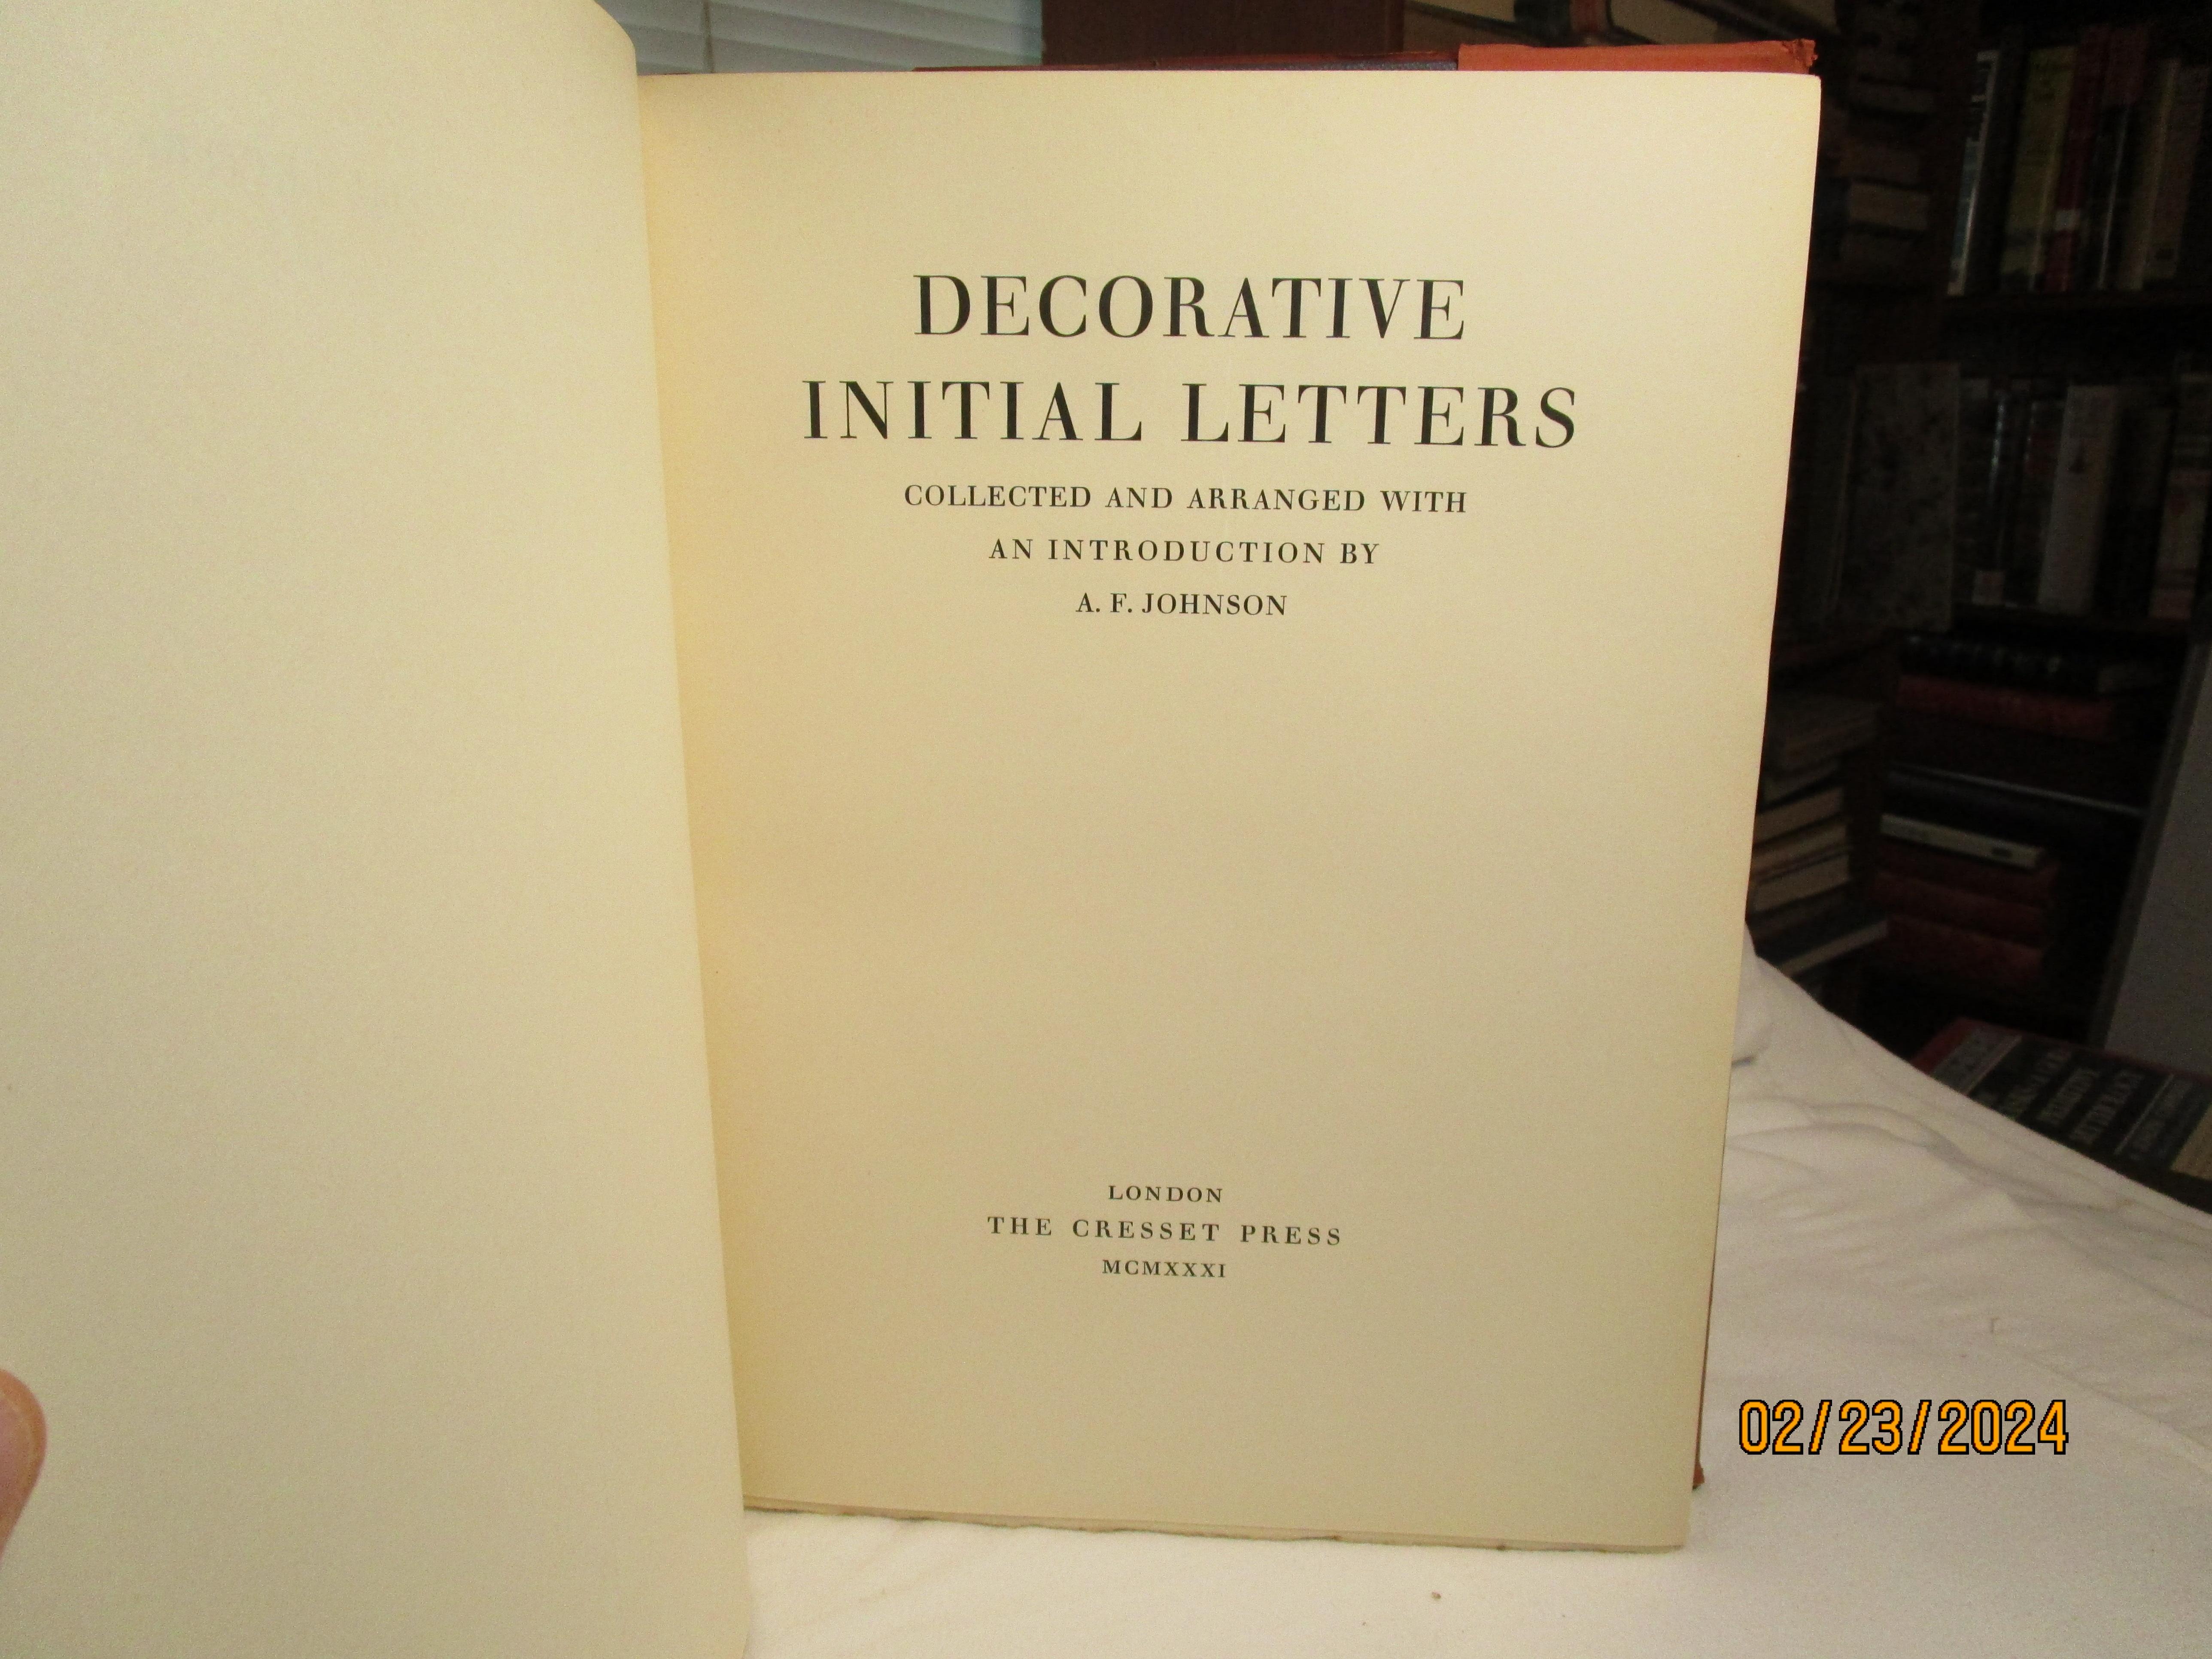 DECORATIVE
INITIAL LETTERS
COLLECTED AND ARRANGED WITH
AN INTRODUCTION BY
A. F. JOHNSON
LONDON
THE CRESSET PRESS
MCMXXXI
02/23/2024